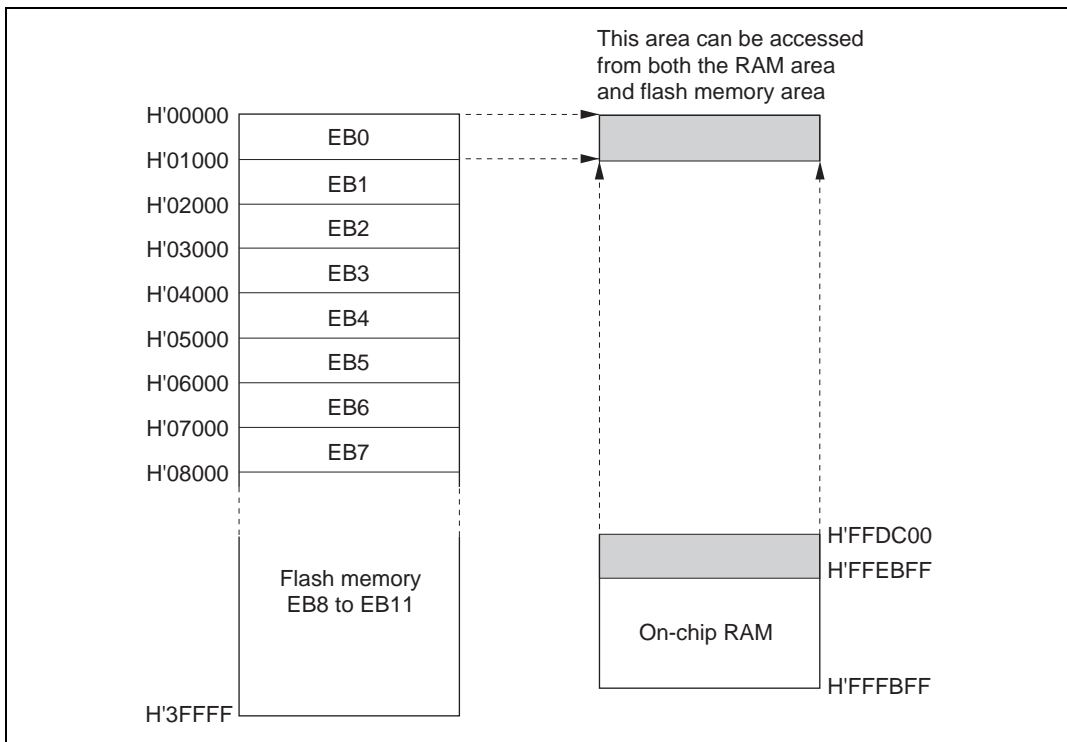 This area can be accessed
from both the RAM area
and flash memory area
H'00000
EB0
H'01000
EB1
H'02000
EB2
H'03000
EB3
H'04000
EB4
H'05000
EB5
H'06000
EB6
H'07000
EB7
H'08000
Flash memory
EB8 to EB11
H'3FFFF
H'FFDC00
H'FFEBFF
On-chip RAM
H'FFFBFF